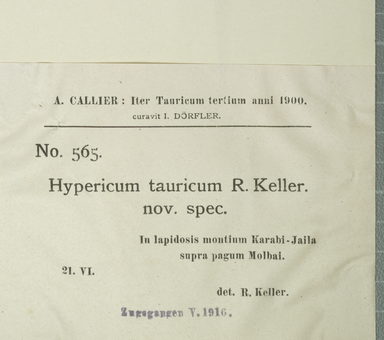 A. CALLIER: Iter Tauricum tertium anni 1900.
curavit I. DÖRFLER.
No. 565.
Hypericum tauricum R. Keller.
nov. spec.
In lapidosis montium Karabi-Jaila
supra pagum Molbai.
21. VI.
det. R. Keller.
Zugegangen V. 1916.